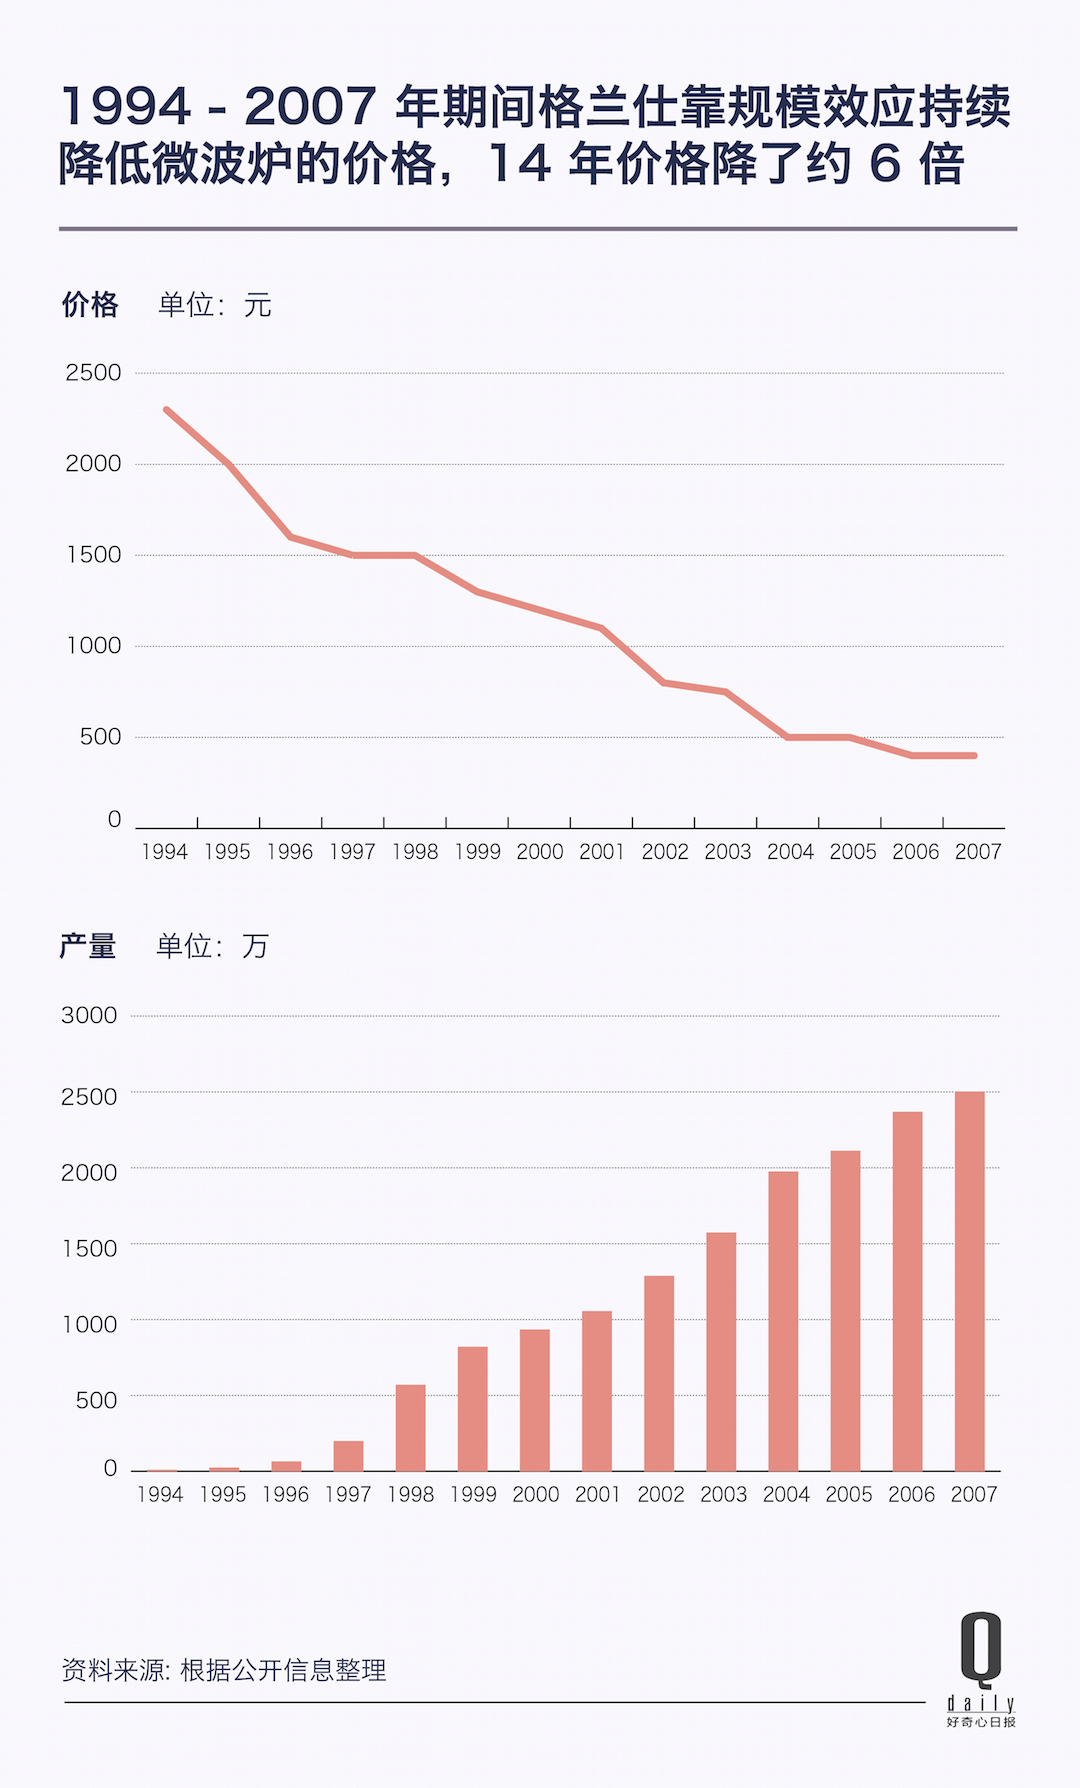 1994 - 2007 年期间格兰仕靠规模效应持续
降低微波炉的价格，14 年价格降了约 6 倍
价格 单位：元
2500
2000
1500
1000
500
0
1994 1995 1996 1997 1998 1999 2000 2001 2002 2003 2004 2005 2006 2007
产量 单位：万
3000
2500
2000
1500
1000
500
0
1994 1995 1996 1997 1998 1999 2000 2001 2002 2003 2004 2005 2006 2007
资料来源: 根据公开信息整理
Q
daily
好奇心日报